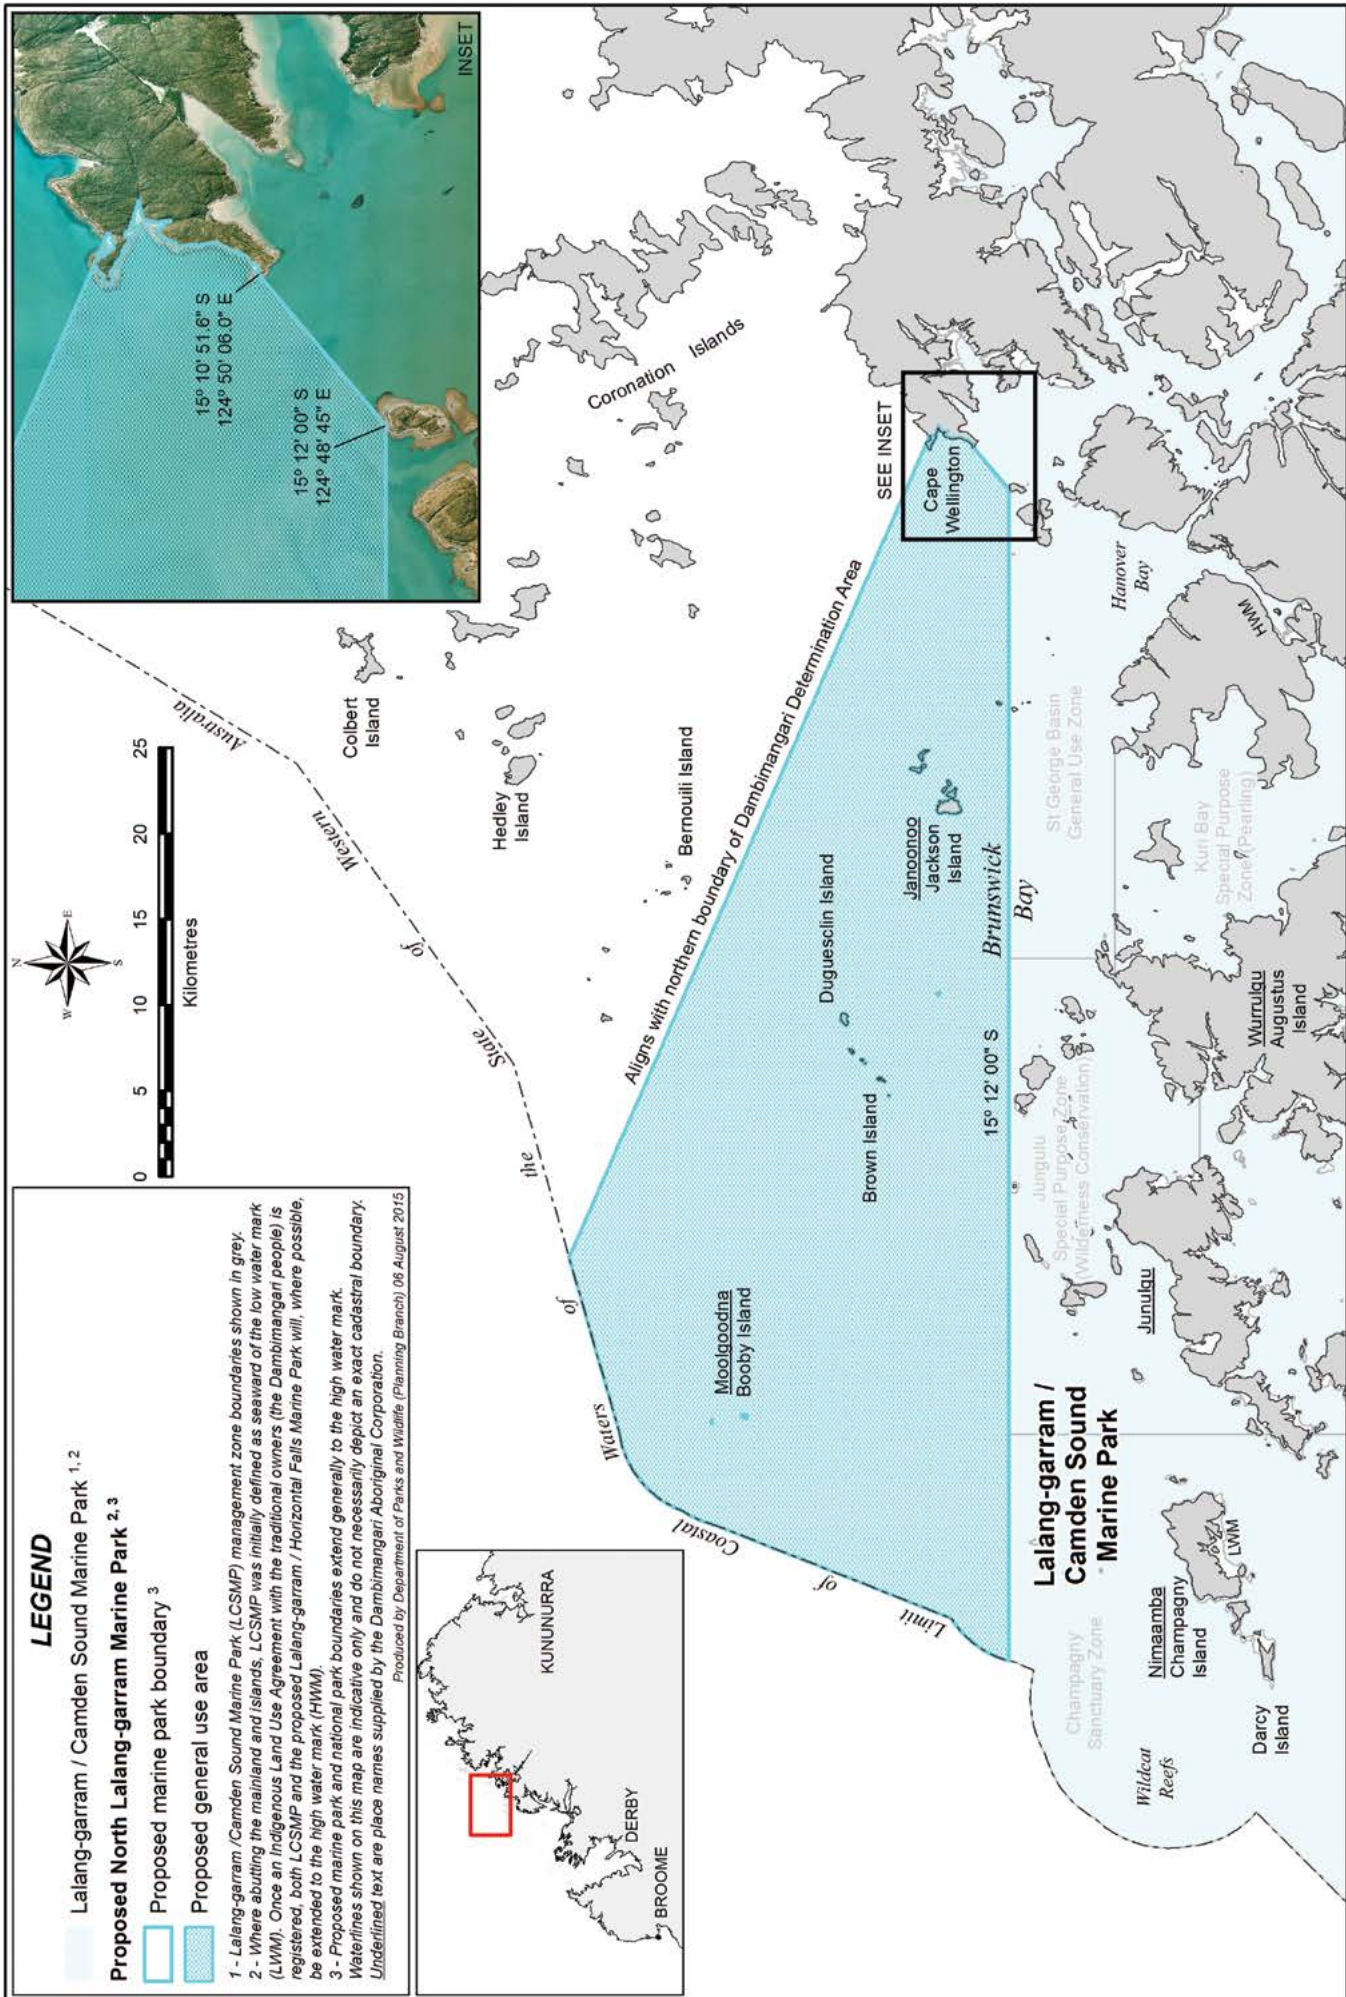 LEGEND
Lalang-garram / Camden Sound Marine Park 1, 2
Proposed North Lalang-garram Marine Park 2, 3
Proposed marine park boundary 3
Proposed general use area
1 - Lalang-garram /Camden Sound Marine Park (LCSMP) management zone boundaries shown in grey.
2 - Where abutting the mainland and islands, LCSMP was initially defined as seaward of the low water mark
(LWM). Once an Indigenous Land Use Agreement with the traditional owners (the Dambimangari people) is
registered, both LCSMP and the proposed Lalang-garram / Horizontal Falls Marine Park will, where possible,
be extended to the high water mark (HWM).
3 - Proposed marine park and national park boundaries extend generally to the high water mark.
Waterlines shown on this map are indicative only and do not necessarily depict an exact cadastral boundary.
Underlined text are place names supplied by the Dambimangari Aboriginal Corporation.
Produced by Department of Parks and Wildlife (Planning Branch) 06 August 2015
N
W
E
S
0 5 10 15 20 25
Kilometres
15° 10' 51.6" S
124° 50' 06.0" E
15° 12' 00" S
124° 48' 45" E
INSET
KUNUNURRA
DERBY
BROOME
Limit of Coastal Waters of the State of Western Australia
Colbert
Island
Hedley
Island
Bernouili Island
Coronation Islands
Aligns with northern boundary of Dambimangari Determination Area
SEE INSET
Cape
Wellington
Moolgoodna
Booby Island
Duguesclin Island
Brown Island
Janoonoo
Jackson
Island
Brunswick
Bay
15° 12' 00" S
Lalang-garram /
Camden Sound
Marine Park
Champagny
Sanctuary Zone
Jungulu
Special Purpose Zone
(Wilderness Conservation)
St George Basin
General Use Zone
Hanover
Bay
Wildcat
Reefs
Nimaamba
Champagny
Island
LWM
Darcy
Island
Junulgu
Kuri Bay
Special Purpose
Zone (Pearling)
Wurrulgu
Augustus
Island
HWM